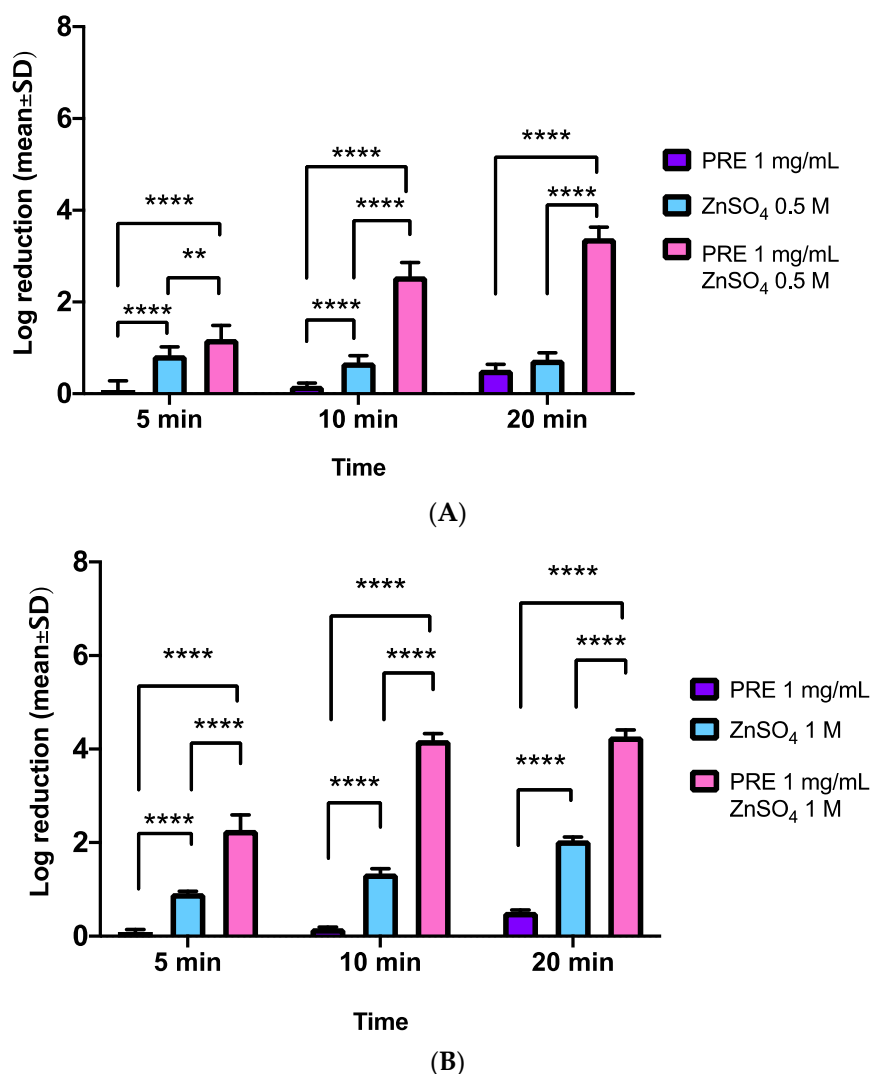 8
6
4
2
0
Log reduction (mean±SD)
****
**
****
****
****
****
****
****
5 min
10 min
20 min
Time
PRE 1 mg/mL
ZnSO₄ 0.5 M
PRE 1 mg/mL
ZnSO₄ 0.5 M
(A)
8
6
4
2
0
Log reduction (mean±SD)
****
****
****
****
****
****
****
****
****
5 min
10 min
20 min
Time
PRE 1 mg/mL
ZnSO₄ 1 M
PRE 1 mg/mL
ZnSO₄ 1 M
(B)